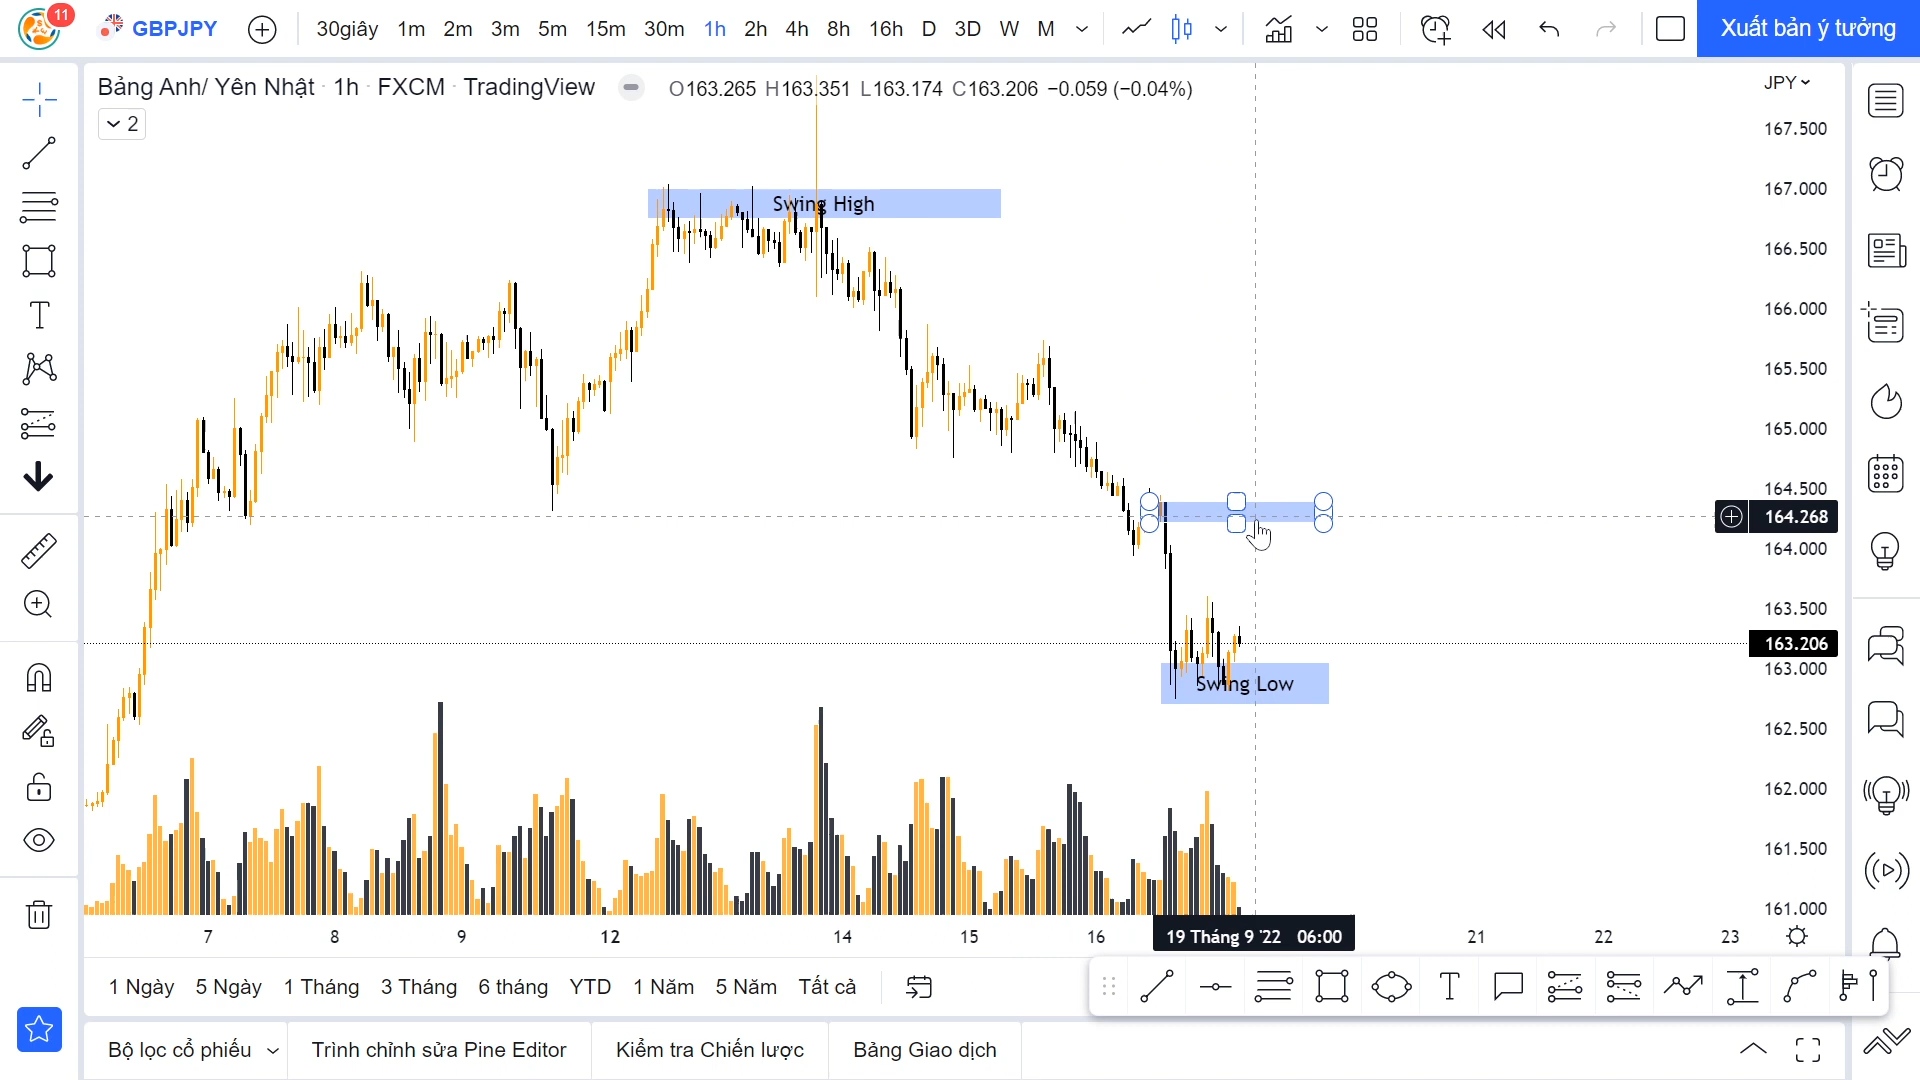 11
GBPJPY
30giây 1m 2m 3m 5m 15m 30m 1h 2h 4h 8h 16h D 3D W M
Xuất bản ý tưởng
Bảng Anh/ Yên Nhật · 1h · FXCM · TradingView
O163.265 H163.351 L163.174 C163.206 −0.059 (−0.04%)
JPY
2
167.500
167.000
Swing High
166.500
166.000
165.500
165.000
164.500
164.268
164.000
163.500
163.206
163.000
Swing Low
162.500
162.000
161.500
161.000
7 8 9 12 14 15 16 19 Tháng 9 '22 06:00 21 22 23
1 Ngày 5 Ngày 1 Tháng 3 Tháng 6 tháng YTD 1 Năm 5 Năm Tất cả
T
Bộ lọc cổ phiếu Trình chỉnh sửa Pine Editor Kiểm tra Chiến lược Bảng Giao dịch